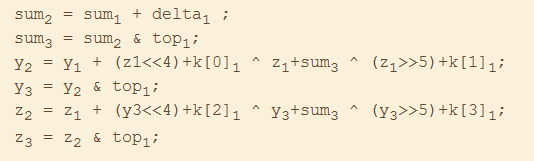 sum₂ = sum₁ + delta₁ ;
sum₃ = sum₂ & top₁;
y₂ = y₁ + (z1<<4)+k[0]₁ ^ z₁+sum₃ ^ (z₁>>5)+k[1]₁;
y₃ = y₂ & top₁;
z₂ = z₁ + (y3<<4)+k[2]₁ ^ y₃+sum₃ ^ (y₃>>5)+k[3]₁;
z₃ = z₂ & top₁;